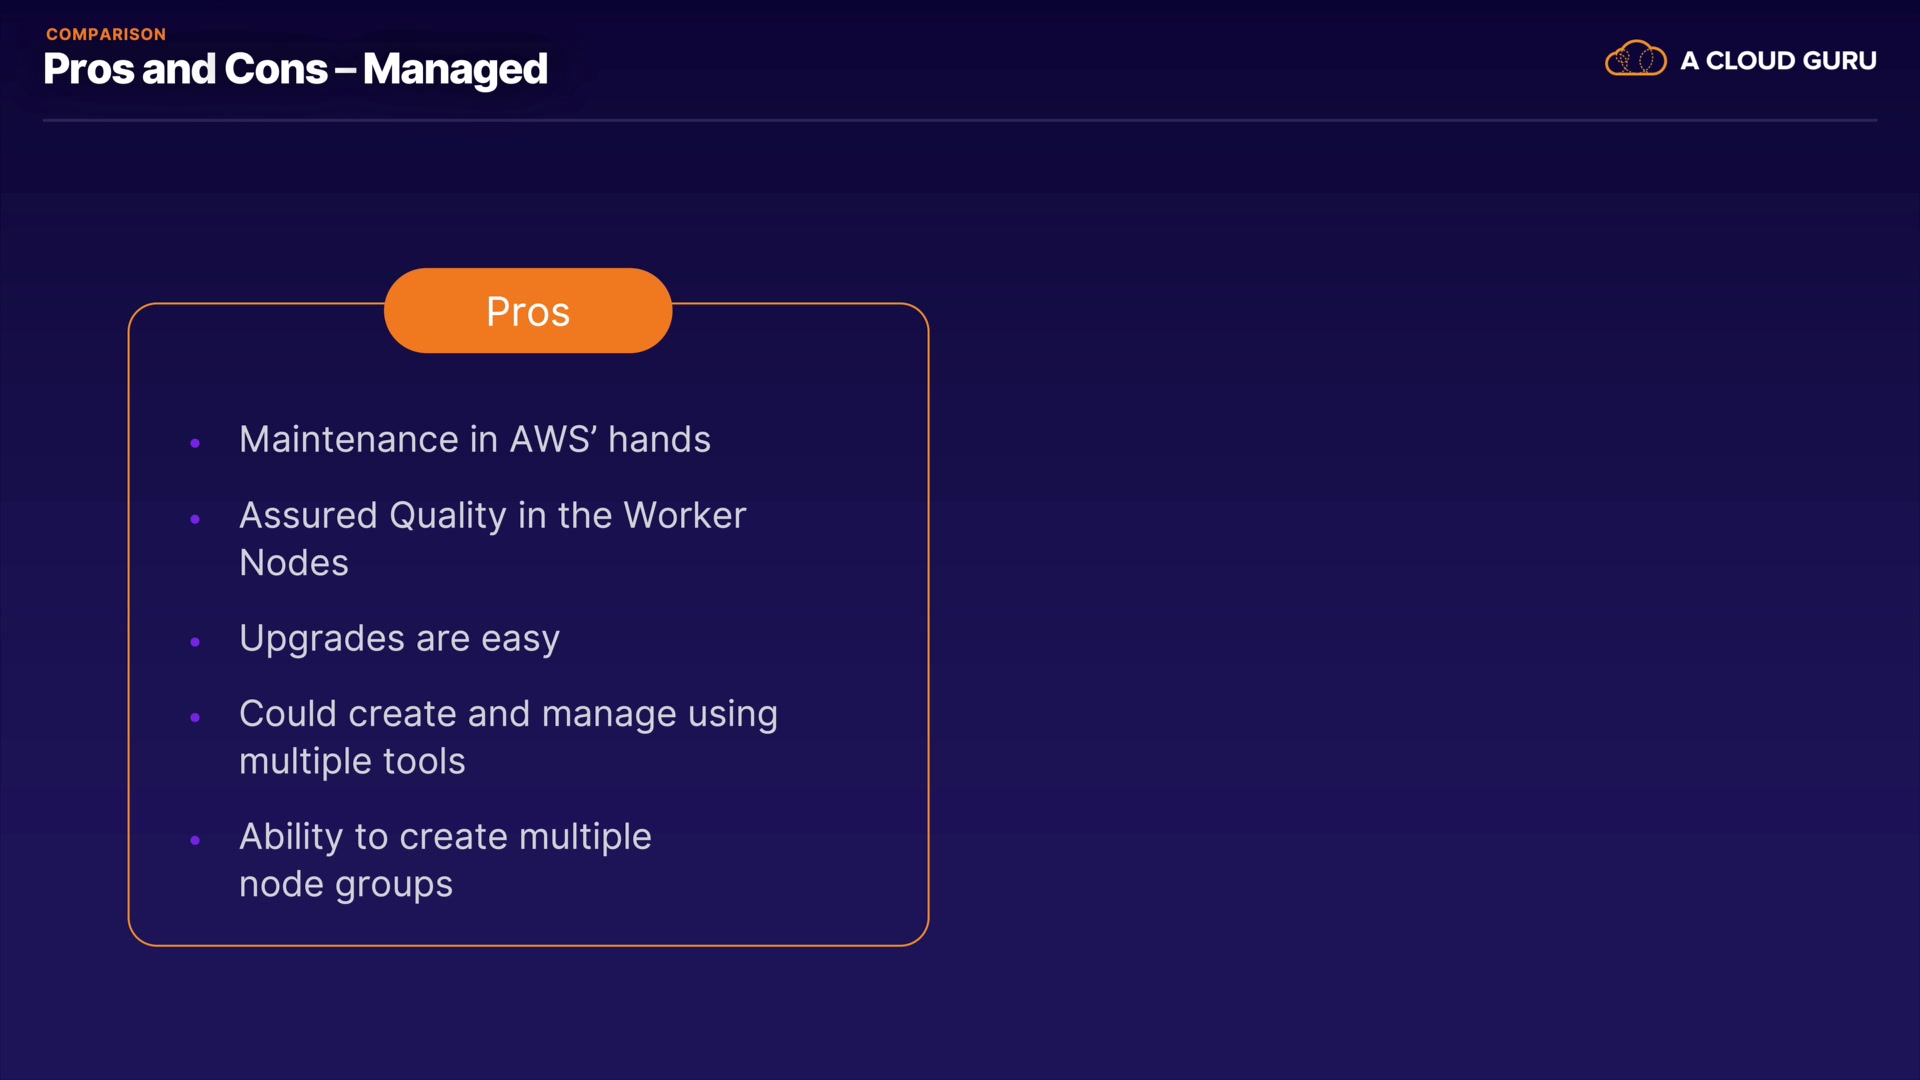 COMPARISON
Pros and Cons – Managed
A CLOUD GURU
Pros
• Maintenance in AWS’ hands
• Assured Quality in the Worker
Nodes
• Upgrades are easy
• Could create and manage using
multiple tools
• Ability to create multiple
node groups